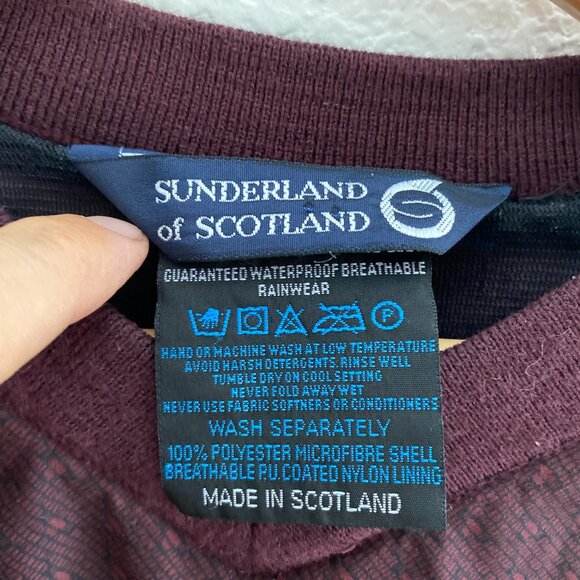 SUNDERLAND
of SCOTLAND
GUARANTEED WATERPROOF BREATHABLE
RAINWEAR
P
HAND OR MACHINE WASH AT LOW TEMPERATURE
AVOID HARSH DETERGENTS. RINSE WELL
TUMBLE DRY ON COOL SETTING
NEVER FOLD AWAY WET
NEVER USE FABRIC SOFTNERS OR CONDITIONERS
WASH SEPARATELY
100% POLYESTER MICROFIBRE SHELL
BREATHABLE P.U. COATED NYLON LINING
MADE IN SCOTLAND